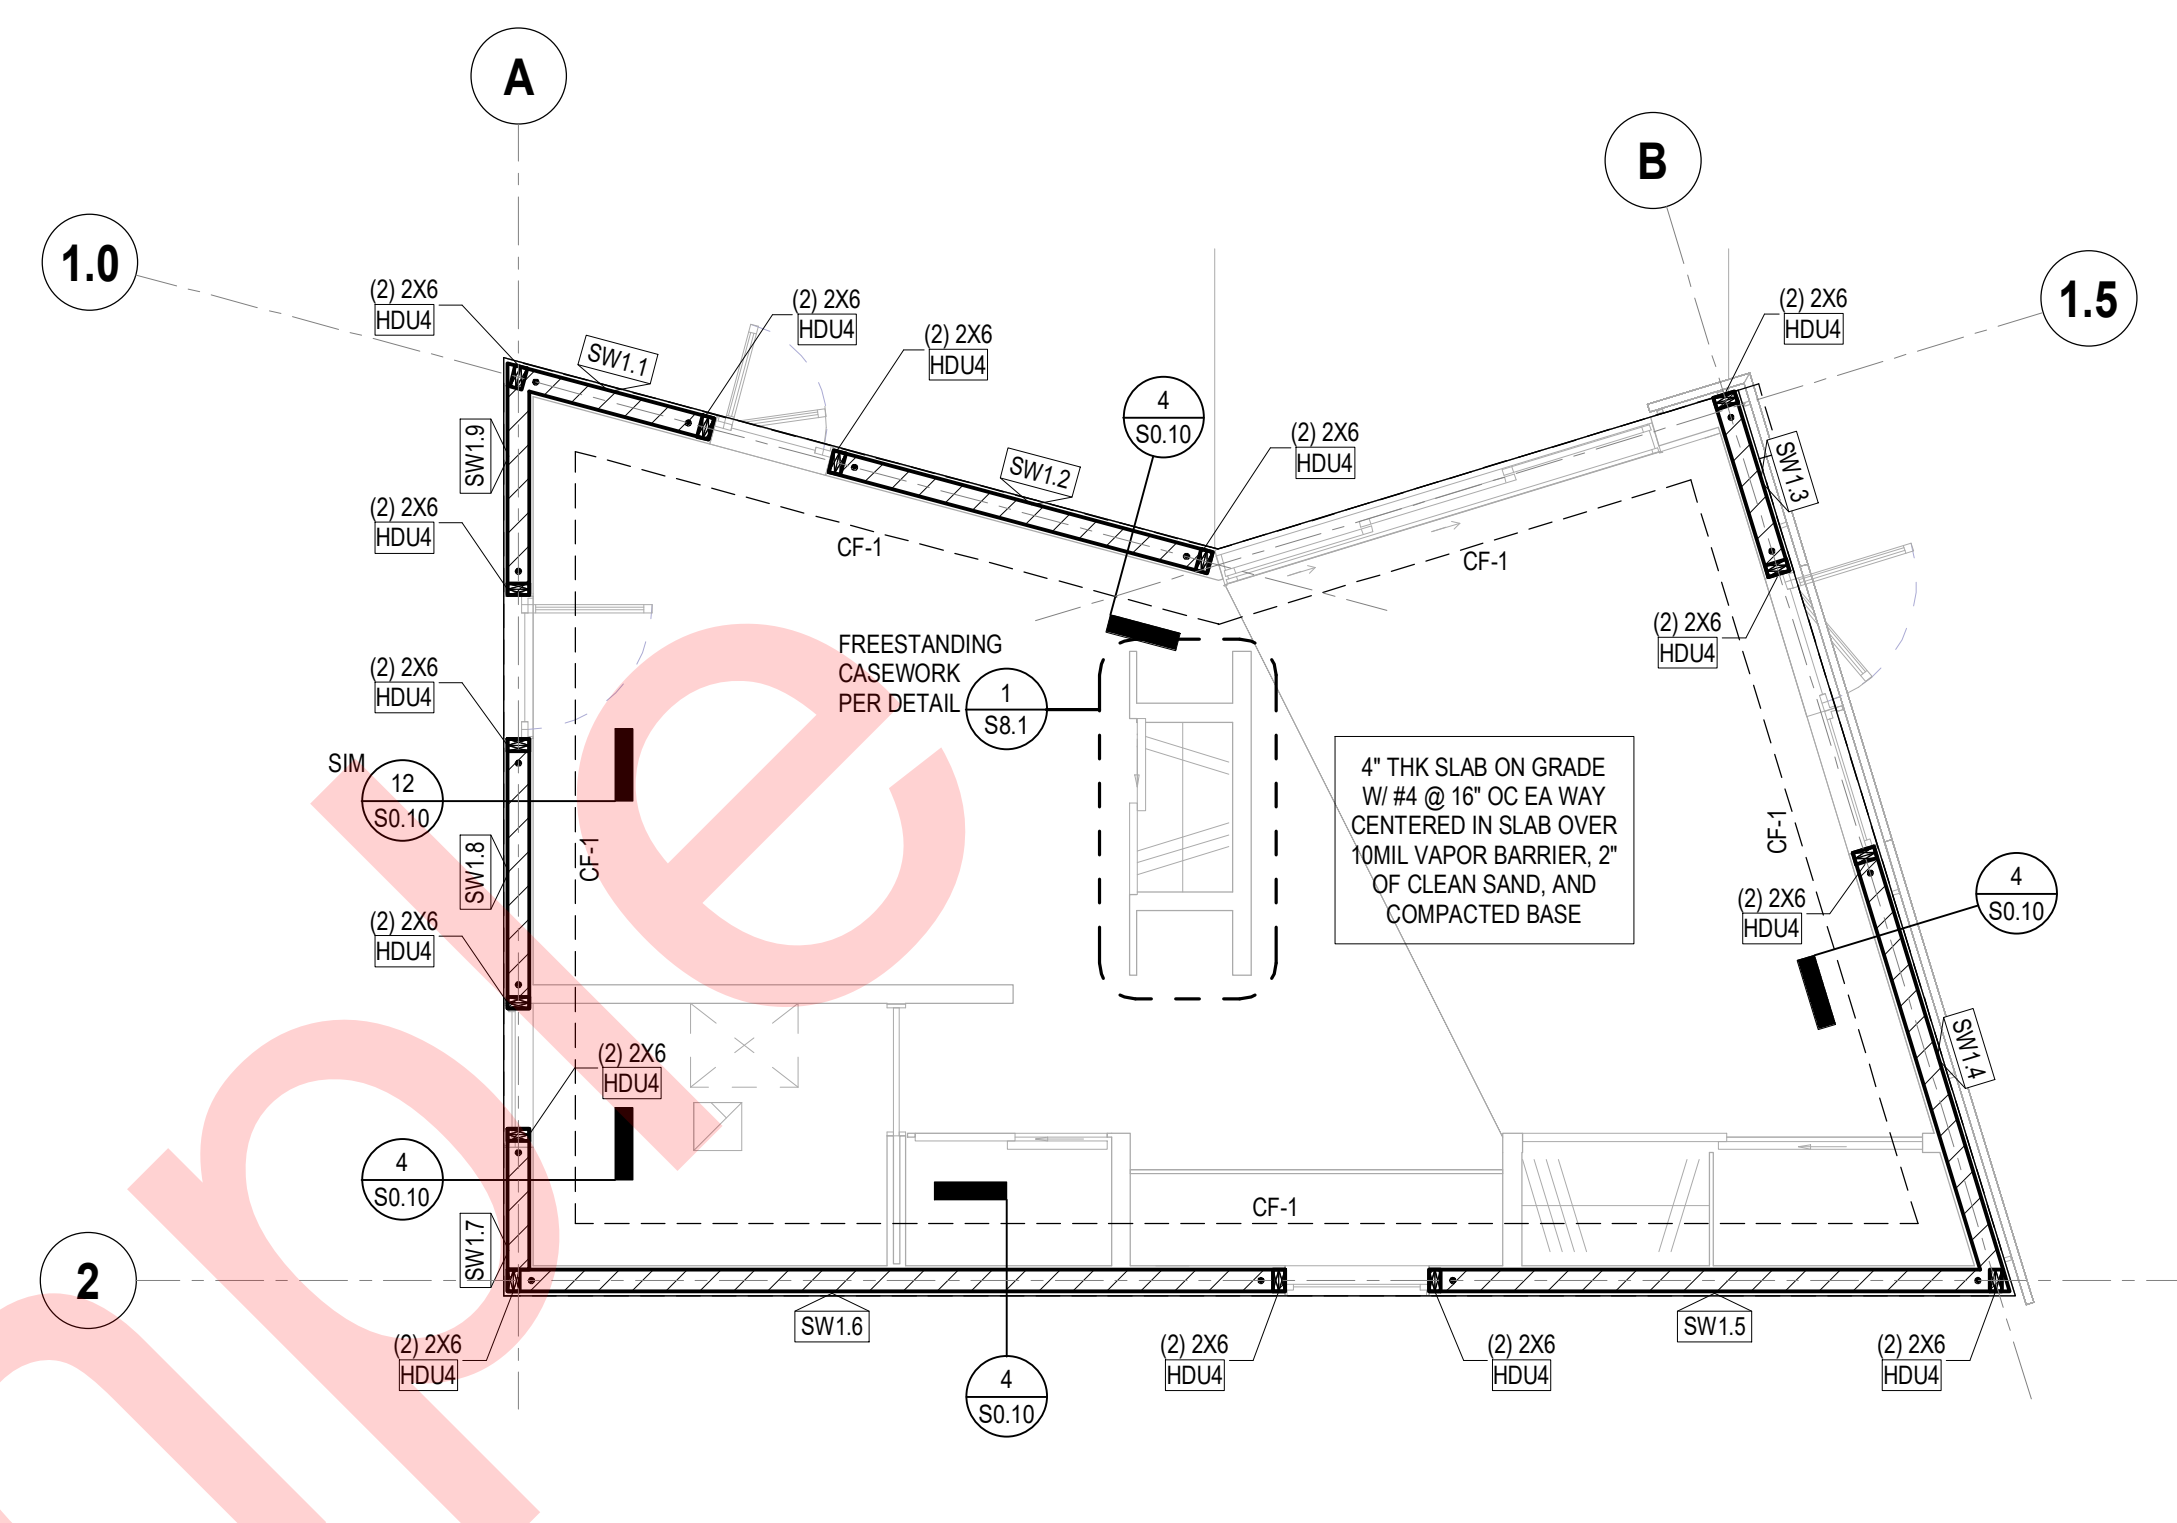 A
B
1.0
1.5
(2) 2X6
HDU4
(2) 2X6
HDU4
(2) 2X6
HDU4
(2) 2X6
HDU4
SW1.1
SW1.9
4
S0.10
(2) 2X6
HDU4
SW1.2
SW1.3
(2) 2X6
HDU4
CF-1
CF-1
(2) 2X6
HDU4
FREESTANDING
CASEWORK
PER DETAIL
1
S8.1
(2) 2X6
HDU4
SIM
12
S0.10
4" THK SLAB ON GRADE
W/ #4 @ 16" OC EA WAY
CENTERED IN SLAB OVER
10MIL VAPOR BARRIER, 2"
OF CLEAN SAND, AND
COMPACTED BASE
CF-1
SW1.8
CF-1
(2) 2X6
HDU4
4
S0.10
(2) 2X6
HDU4
SW1.4
(2) 2X6
HDU4
4
S0.10
CF-1
SW1.7
2
SW1.6
SW1.5
(2) 2X6
HDU4
(2) 2X6
HDU4
(2) 2X6
HDU4
(2) 2X6
HDU4
4
S0.10
mple